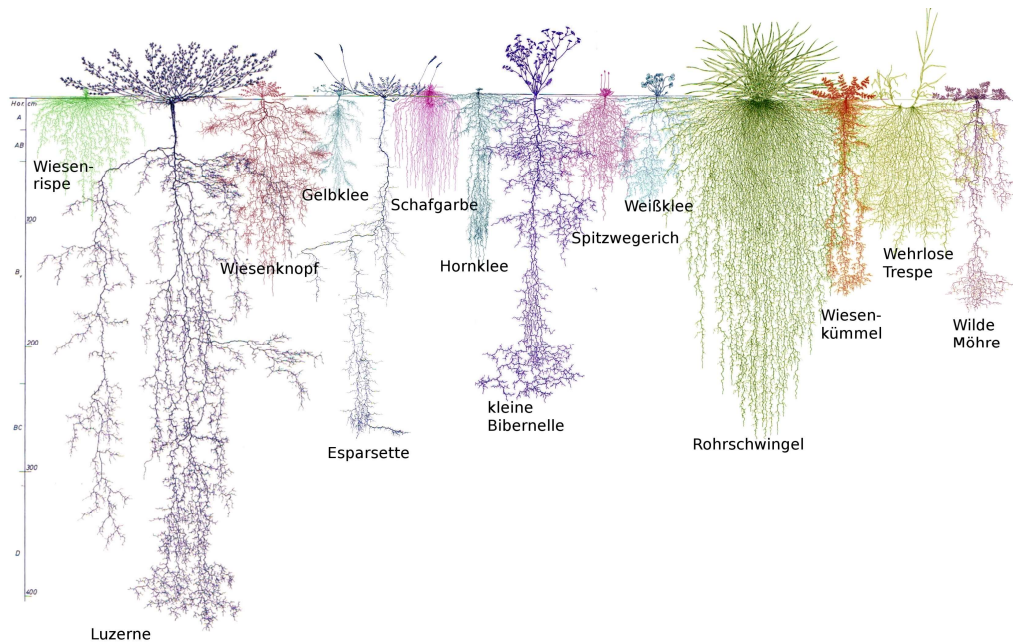 Hor. cm
A
AB
Wiesen-
rispe
Gelbklee
Schafgarbe
Weißklee
100
Spitzwegerich
Wiesenknopf
Hornklee
Wehrlose
Trespe
B
Wiesen-
kümmel
Wilde
Möhre
200
kleine
Bibernelle
BC
Esparsette
Rohrschwingel
300
D
400
Luzerne